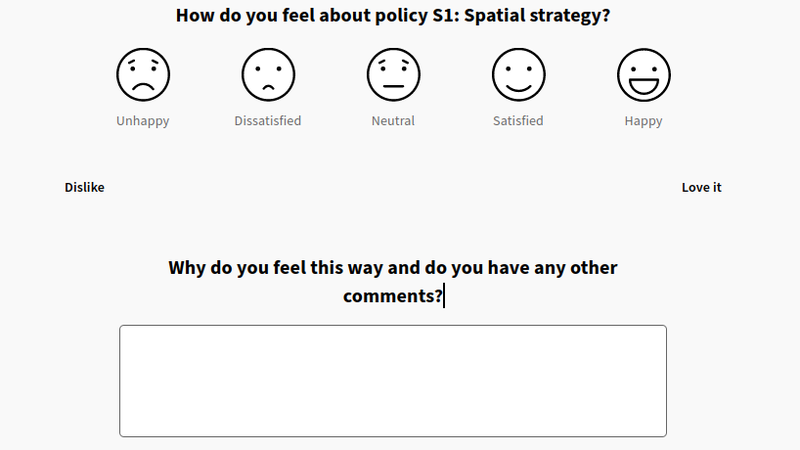 How do you feel about policy S1: Spatial strategy?
Unhappy Dissatisfied Neutral Satisfied Happy
Dislike Love it
Why do you feel this way and do you have any other
comments?